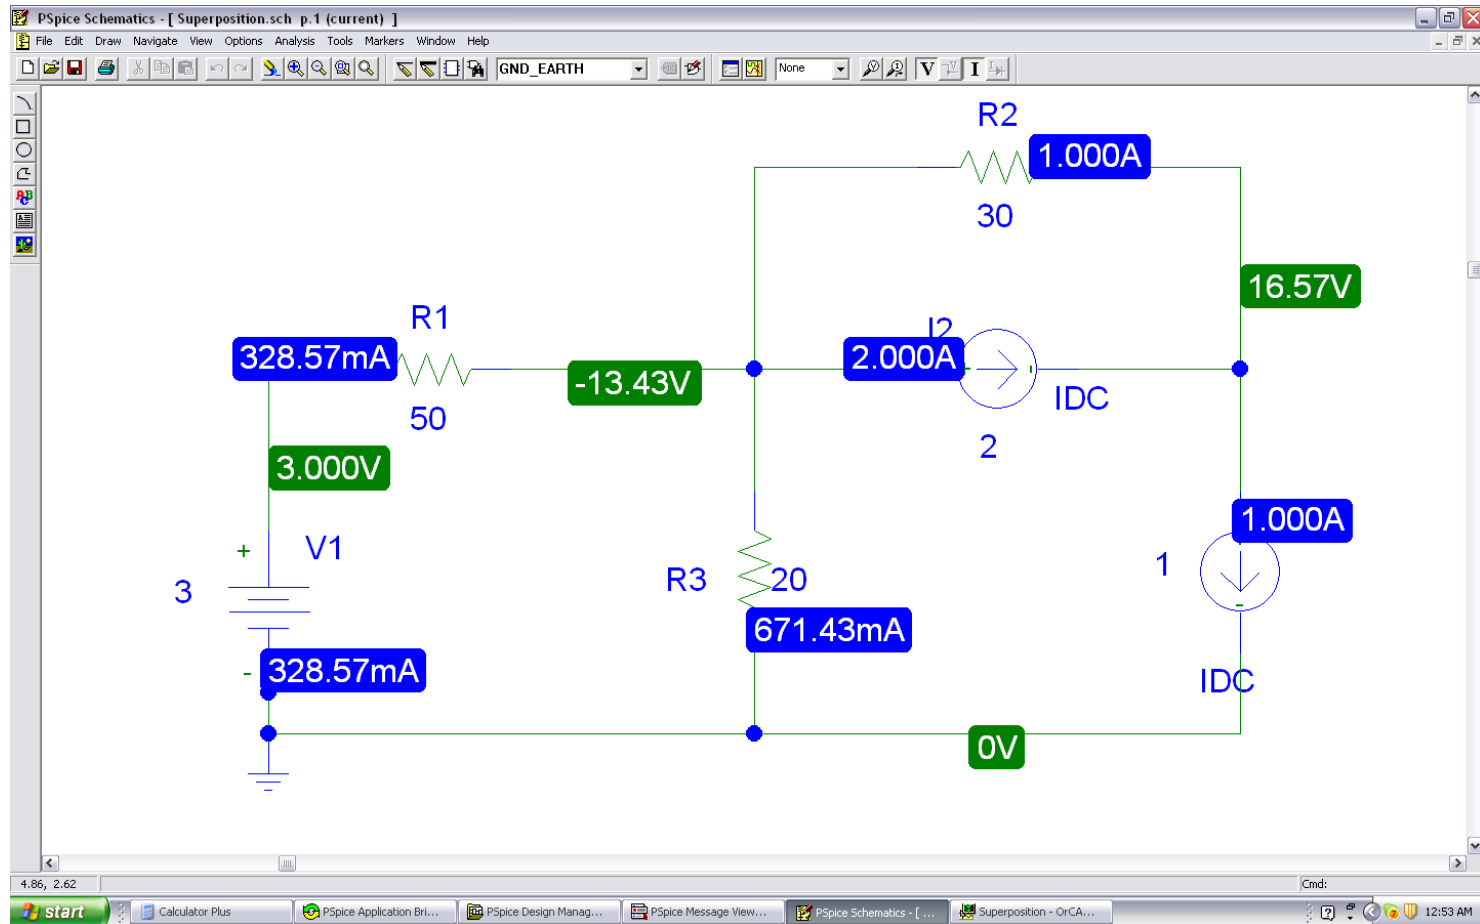 PSpice Schematics - [ Superposition.sch p.1 (current) ]
File Edit Draw Navigate View Options Analysis Tools Markers Window Help
GND_EARTH
None
V
I
ABC
R2
1.000A
30
16.57V
R1
I2
328.57mA
2.000A
-13.43V
IDC
50
2
3.000V
1.000A
+
V1
1
3
R3
20
671.43mA
-
328.57mA
IDC
0V
4.86, 2.62
Cmd:
start
Calculator Plus
PSpice Application Bri...
PSpice Design Manag...
PSpice Message View...
PSpice Schematics - [ ...
Superposition - OrCA...
12:53 AM